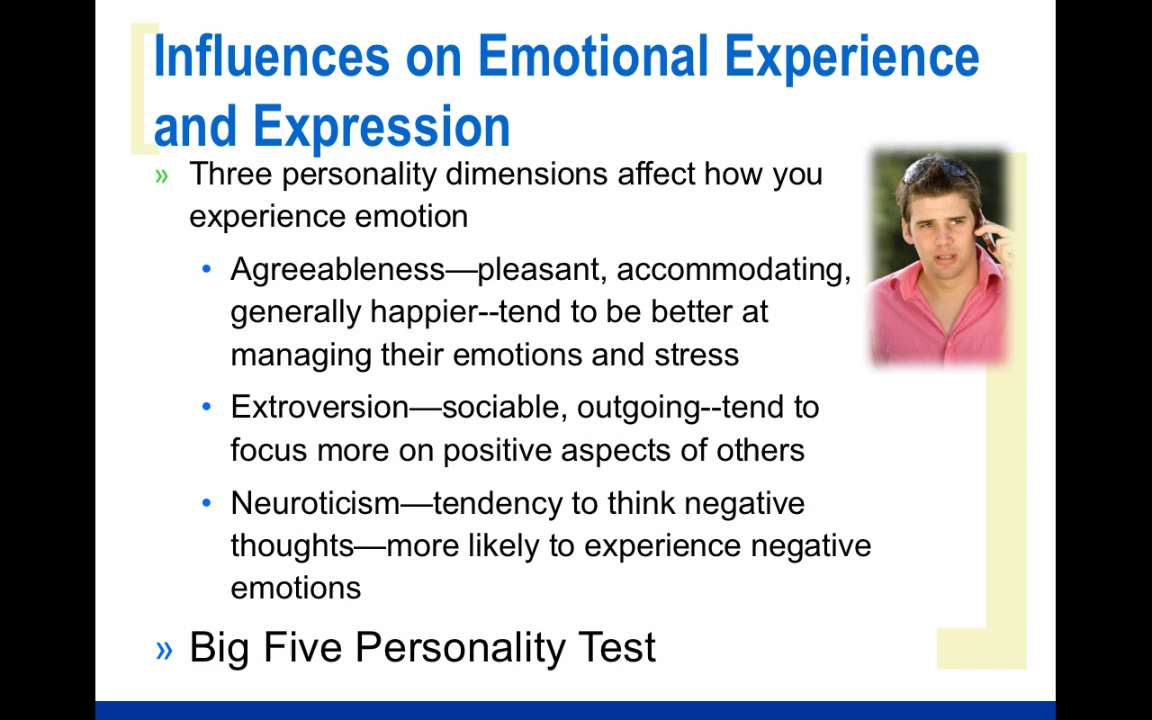 Influences on Emotional Experience
and Expression
» Three personality dimensions affect how you
experience emotion
• Agreeableness—pleasant, accommodating,
generally happier--tend to be better at
managing their emotions and stress
• Extroversion—sociable, outgoing--tend to
focus more on positive aspects of others
• Neuroticism—tendency to think negative
thoughts—more likely to experience negative
emotions
» Big Five Personality Test